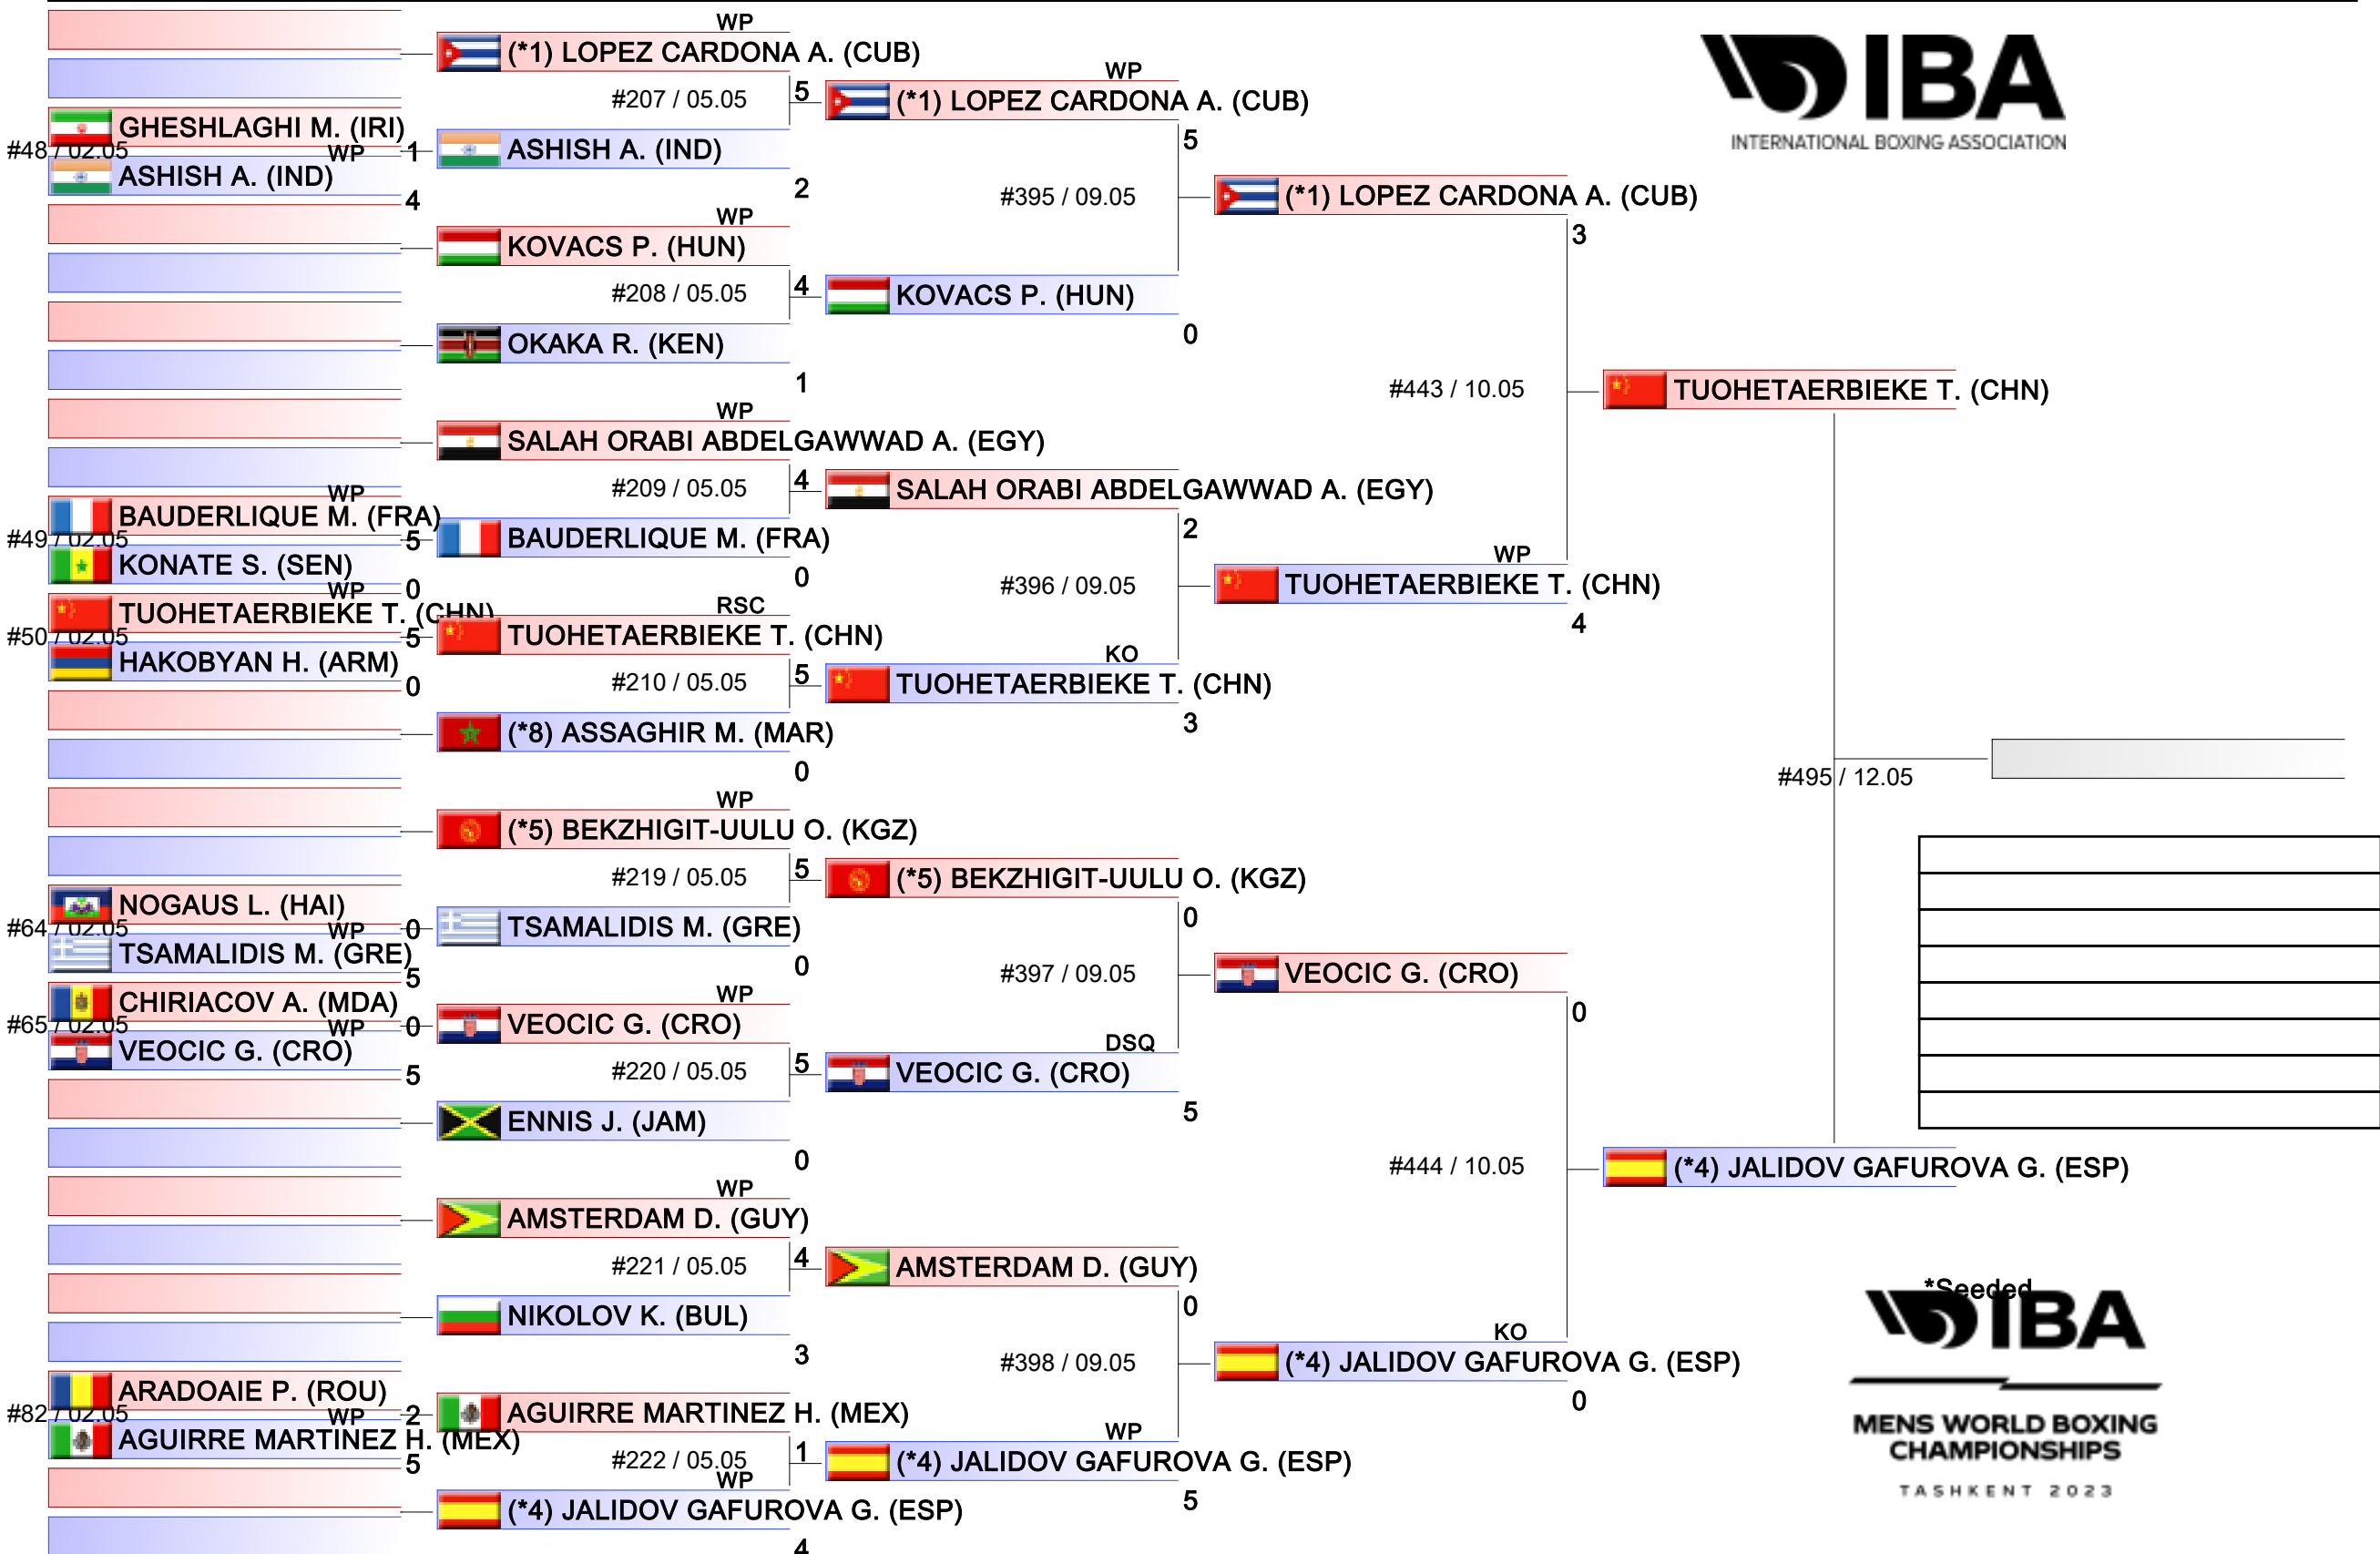 IBA
INTERNATIONAL BOXING ASSOCIATION
#48 / 02.05
GHESHLAGHI M. (IRI)
1
WP
ASHISH A. (IND)
4
WP
BAUDERLIQUE M. (FRA)
5
#49 / 02.05
KONATE S. (SEN)
0
WP
TUOHETAERBIEKE T. (CHN)
5
#50 / 02.05
HAKOBYAN H. (ARM)
0
NOGAUS L. (HAI)
0
#64 / 02.05
WP
TSAMALIDIS M. (GRE)
5
CHIRIACOV A. (MDA)
0
#65 / 02.05
WP
VEOCIC G. (CRO)
5
ARADOAIE P. (ROU)
2
#82 / 02.05
WP
AGUIRRE MARTINEZ H. (MEX)
5
WP
(*1) LOPEZ CARDONA A. (CUB)
5
#207 / 05.05
ASHISH A. (IND)
2
WP
KOVACS P. (HUN)
4
#208 / 05.05
OKAKA R. (KEN)
1
WP
SALAH ORABI ABDELGAWWAD A. (EGY)
4
#209 / 05.05
BAUDERLIQUE M. (FRA)
0
RSC
TUOHETAERBIEKE T. (CHN)
5
#210 / 05.05
(*8) ASSAGHIR M. (MAR)
0
WP
(*5) BEKZHIGIT-UULU O. (KGZ)
5
#219 / 05.05
TSAMALIDIS M. (GRE)
0
WP
VEOCIC G. (CRO)
5
#220 / 05.05
ENNIS J. (JAM)
0
WP
AMSTERDAM D. (GUY)
4
#221 / 05.05
NIKOLOV K. (BUL)
3
AGUIRRE MARTINEZ H. (MEX)
1
#222 / 05.05
WP
(*4) JALIDOV GAFUROVA G. (ESP)
4
WP
(*1) LOPEZ CARDONA A. (CUB)
5
#395 / 09.05
KOVACS P. (HUN)
0
SALAH ORABI ABDELGAWWAD A. (EGY)
2
#396 / 09.05
KO
TUOHETAERBIEKE T. (CHN)
3
(*5) BEKZHIGIT-UULU O. (KGZ)
0
#397 / 09.05
DSQ
VEOCIC G. (CRO)
5
AMSTERDAM D. (GUY)
0
#398 / 09.05
WP
(*4) JALIDOV GAFUROVA G. (ESP)
5
(*1) LOPEZ CARDONA A. (CUB)
3
#443 / 10.05
WP
TUOHETAERBIEKE T. (CHN)
4
VEOCIC G. (CRO)
0
#444 / 10.05
KO
(*4) JALIDOV GAFUROVA G. (ESP)
0
TUOHETAERBIEKE T. (CHN)
#495 / 12.05
(*4) JALIDOV GAFUROVA G. (ESP)
*Seeded
IBA
MENS WORLD BOXING
CHAMPIONSHIPS
TASHKENT 2023